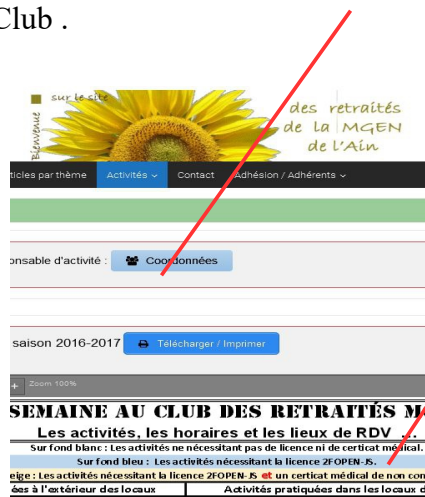 Club .
Bienvenue
sur le site
des retraités
de la MGEN
de l'Ain
ticles par thème Activités Contact Adhésion / Adhérents
onsable d'activité : Coordonnées
saison 2016-2017 Télécharger / Imprimer
+ Zoom 100%
SEMAINE AU CLUB DES RETRAITÉS M
Les activités, les horaires et les lieux de RDV ...
Sur fond blanc : Les activités ne nécessitant pas de licence ni de certicat médical.
Sur fond bleu : Les activités nécessitant la licence 2FOPEN-JS.
eige : Les activités nécessitant la licence 2FOPEN-JS et un certicat médical de non con
ées à l'extérieur des locaux Activités pratiquées dans les locaux d